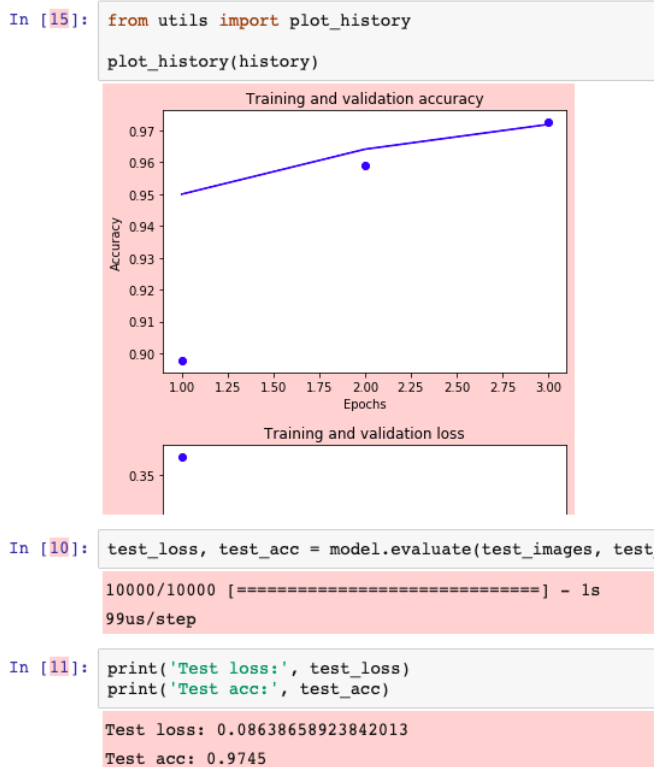 In [15]: from utils import plot_history
plot_history(history)
Training and validation accuracy
0.97
0.96
0.95
0.94
0.93
0.92
0.91
0.90
Accuracy
1.00 1.25 1.50 1.75 2.00 2.25 2.50 2.75 3.00
Epochs
Training and validation loss
0.35
In [10]: test_loss, test_acc = model.evaluate(test_images, test_
10000/10000 [==============================] - 1s
99us/step
In [11]: print('Test loss:', test_loss)
print('Test acc:', test_acc)
Test loss: 0.08638658923842013
Test acc: 0.9745